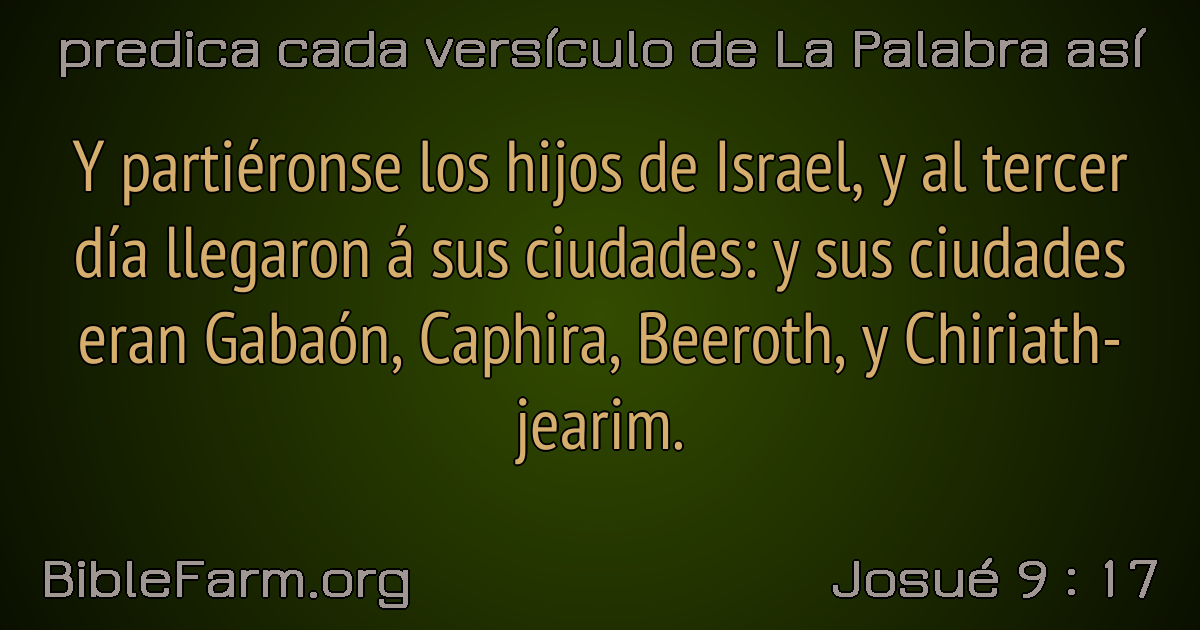 predica cada versículo de La Palabra así
Y partiéronse los hijos de Israel, y al tercer
día llegaron á sus ciudades: y sus ciudades
eran Gabaón, Caphira, Beeroth, y Chiriath-
jearim.
BibleFarm.org
Josué 9 : 17